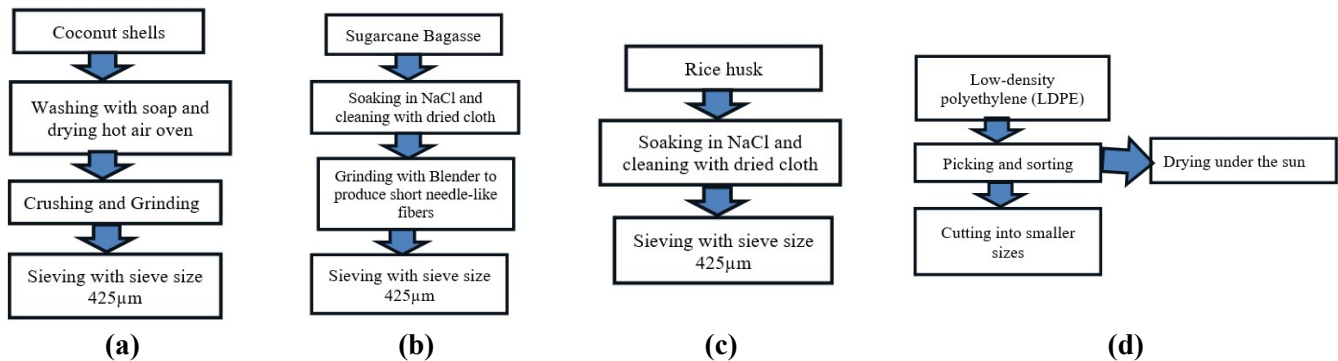 Coconut shells
Washing with soap and
drying hot air oven
Crushing and Grinding
Sieving with sieve size
425µm
(a)
Sugarcane Bagasse
Soaking in NaCl and
cleaning with dried cloth
Grinding with Blender to
produce short needle-like
fibers
Sieving with sieve size
425µm
(b)
Rice husk
Soaking in NaCl and
cleaning with dried cloth
Sieving with sieve size
425µm
(c)
Low-density
polyethylene (LDPE)
Picking and sorting
Drying under the sun
Cutting into smaller
sizes
(d)